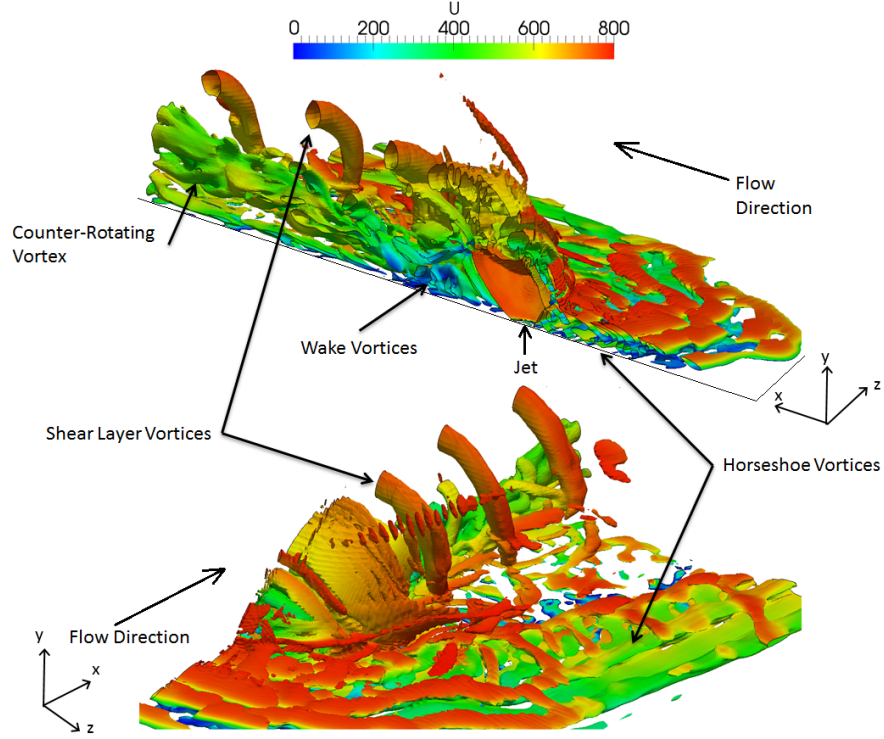 U
0 200 400 600 800
Flow
Direction
Counter-Rotating
Vortex
Wake Vortices
Jet
y
z
x
Shear Layer Vortices
Horseshoe Vortices
Flow Direction
y
x
z